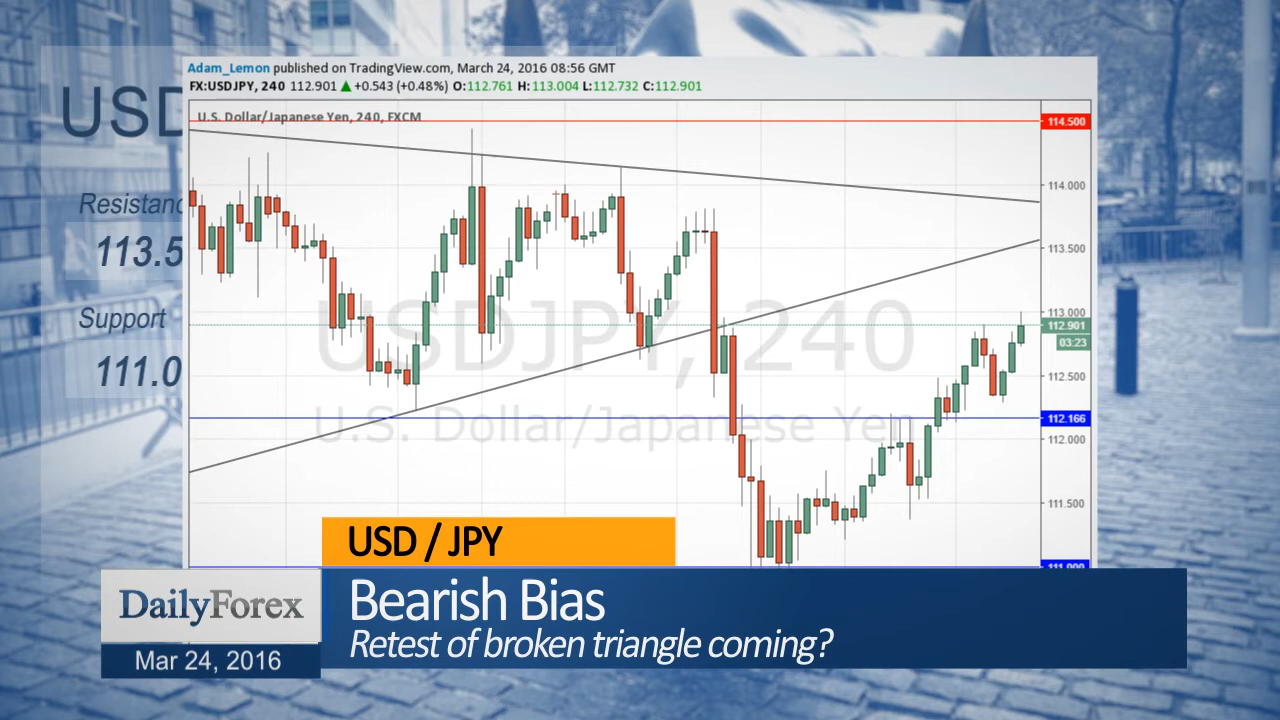 Adam_Lemon published on TradingView.com, March 24, 2016 08:56 GMT
FX:USDJPY, 240 112.901 ▲ +0.543 (+0.48%) O:112.761 H:113.004 L:112.732 C:112.901
U.S. Dollar/Japanese Yen, 240, FXCM
USD
Resistanc
113.5
Support
111.0
114.500
114.000
113.500
113.000
112.901
03:23
112.500
112.166
112.000
111.500
111.000
USDJPY, 240
U.S. Dollar/Japanese Yen
USD / JPY
DailyForex
Mar 24, 2016
Bearish Bias
Retest of broken triangle coming?